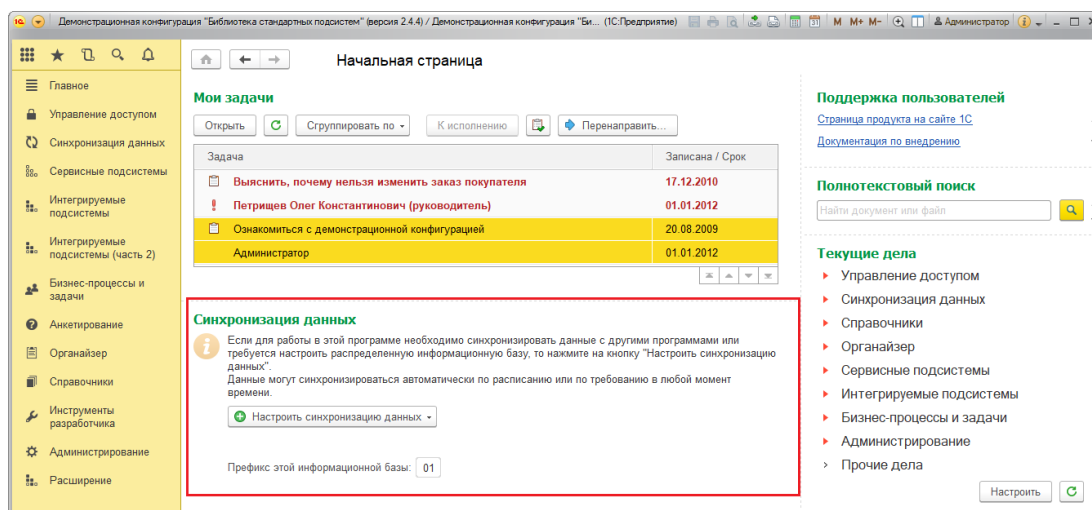 Демонстрационная конфигурация "Библиотека стандартных подсистем" (версия 2.4.4) / Демонстрационная конфигурация "Би... (1С:Предприятие)
M M+ M- Администратор
Начальная страница
Главное
Управление доступом
Синхронизация данных
Сервисные подсистемы
Интегрируемые
подсистемы
Интегрируемые
подсистемы (часть 2)
Бизнес-процессы и
задачи
Анкетирование
Органайзер
Справочники
Инструменты
разработчика
Администрирование
Расширение
Мои задачи
Открыть Сгруппировать по К исполнению Перенаправить...
Задача Записана / Срок
Выяснить, почему нельзя изменить заказ покупателя 17.12.2010
Петрищев Олег Константинович (руководитель) 01.01.2012
Ознакомиться с демонстрационной конфигурацией 20.08.2009
Администратор 01.01.2012
Синхронизация данных
Если для работы в этой программе необходимо синхронизировать данные с другими программами или
требуется настроить распределенную информационную базу, то нажмите на кнопку "Настроить синхронизацию
данных".
Данные могут синхронизироваться автоматически по расписанию или по требованию в любой момент
времени.
Настроить синхронизацию данных
Префикс этой информационной базы: 01
Поддержка пользователей
Страница продукта на сайте 1С
Документация по внедрению
Полнотекстовый поиск
Найти документ или файл
Текущие дела
Управление доступом
Синхронизация данных
Справочники
Органайзер
Сервисные подсистемы
Интегрируемые подсистемы
Бизнес-процессы и задачи
Администрирование
Прочие дела
Настроить